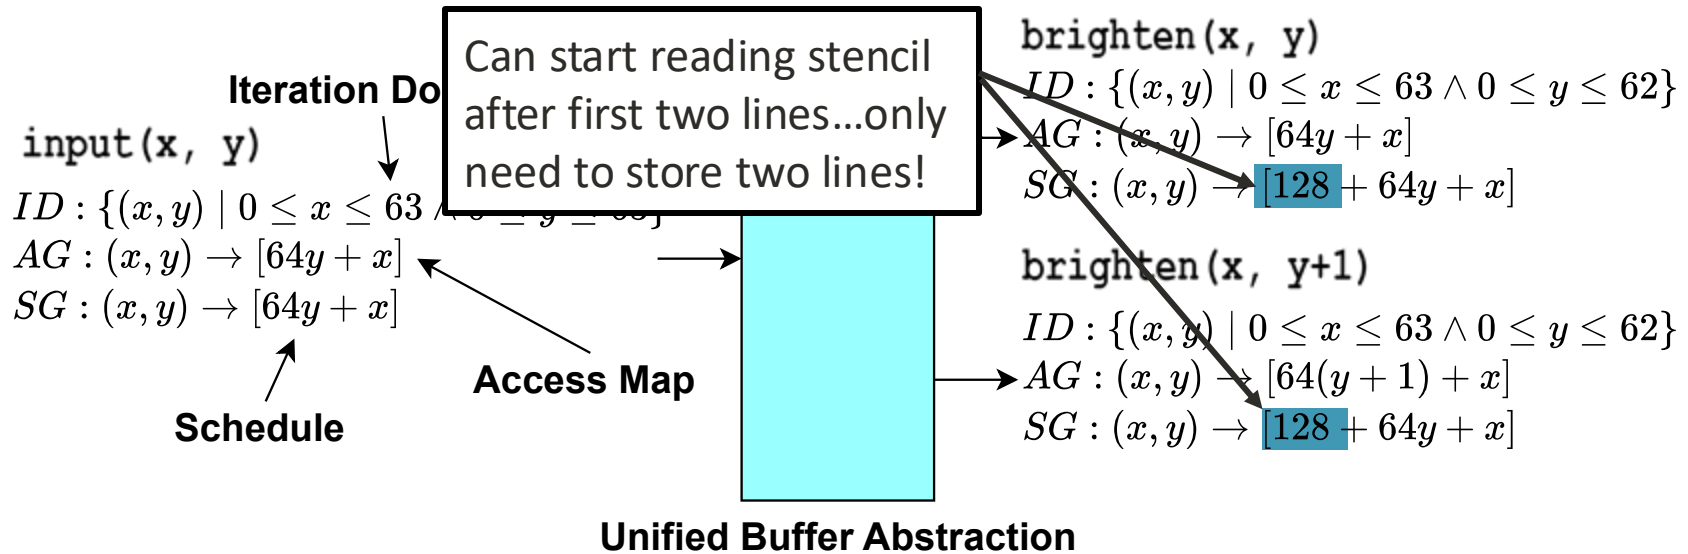 Can start reading stencil
after first two lines...only
need to store two lines!
Iteration Do
input(x, y)
ID : {(x, y) | 0 ≤ x ≤ 63
AG : (x, y) → [64y + x]
SG : (x, y) → [64y + x]
Access Map
Schedule
brighten(x, y)
ID : {(x, y) | 0 ≤ x ≤ 63 ∧ 0 ≤ y ≤ 62}
AG : (x, y) → [64y + x]
SG : (x, y) → [128 + 64y + x]
brighten(x, y+1)
ID : {(x, y) | 0 ≤ x ≤ 63 ∧ 0 ≤ y ≤ 62}
AG : (x, y) → [64(y + 1) + x]
SG : (x, y) → [128 + 64y + x]
Unified Buffer Abstraction